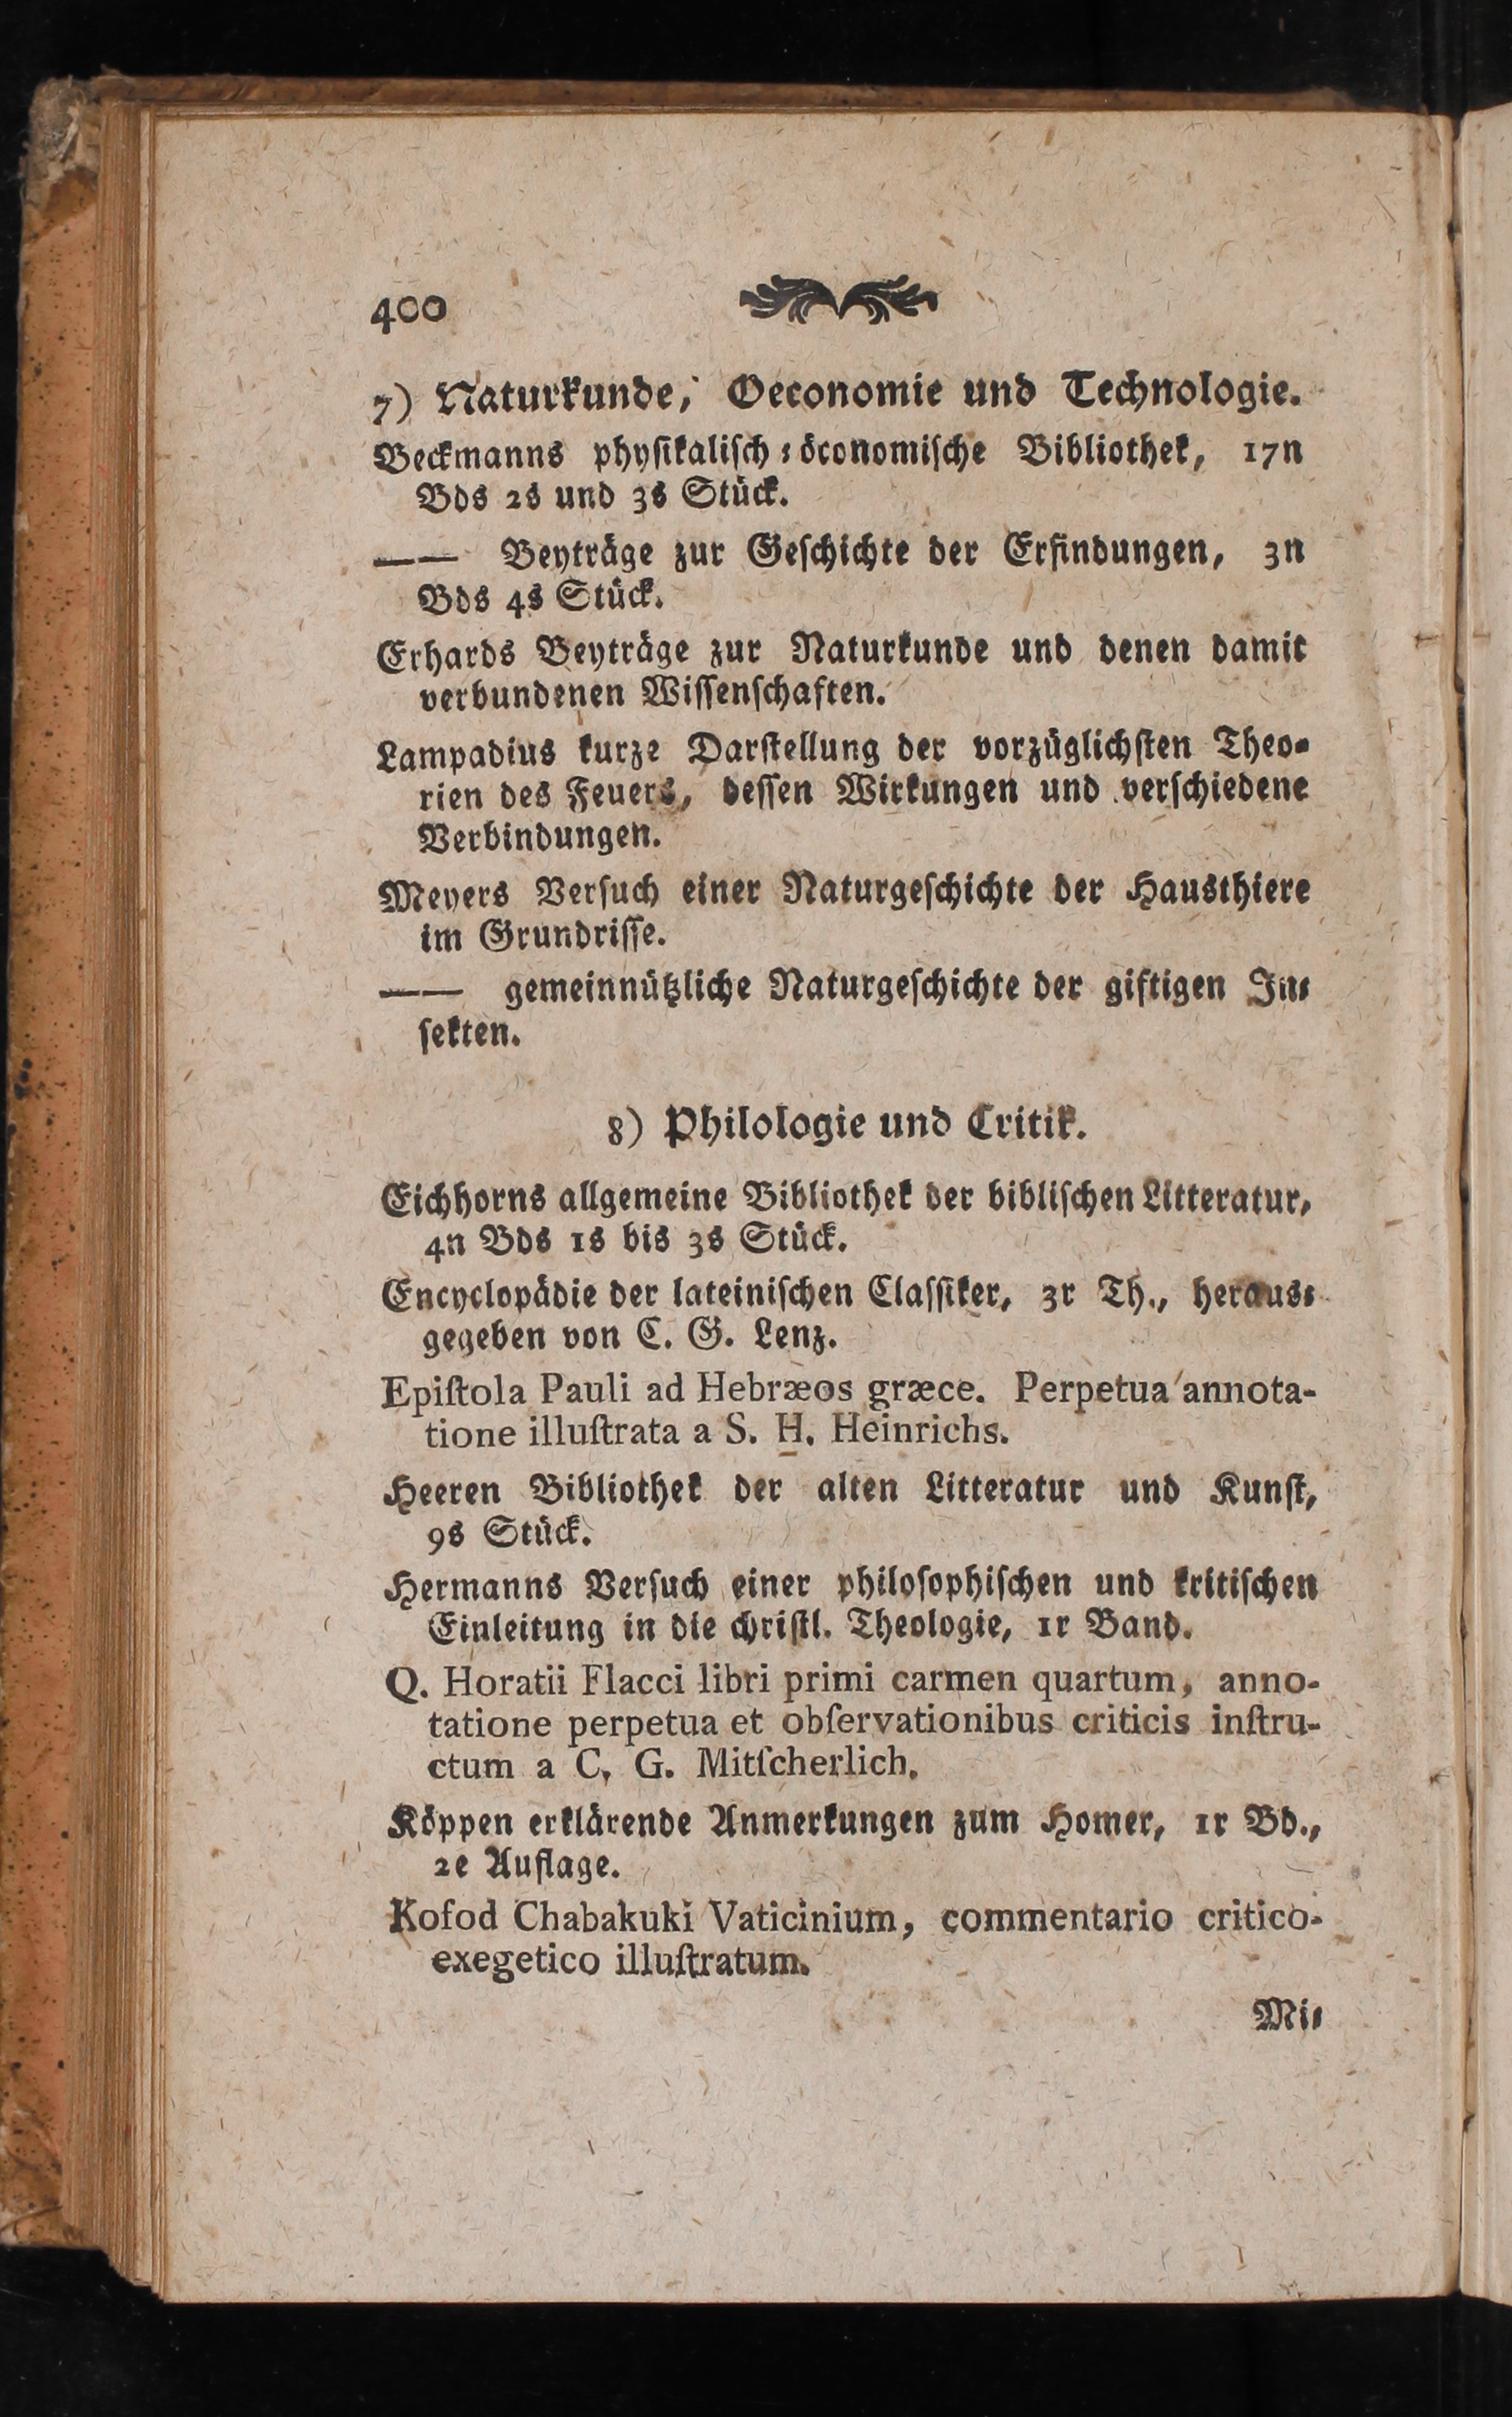 400
7) Naturkunde, Oeconomie und Technologie.
Beckmanns physikalisch-öconomische Bibliothek, 17n
Bds 2s und 3s Stück.
—— Beyträge zur Geschichte der Erfindungen, 3n
Bds 4s Stück.
Erhards Beyträge zur Naturkunde und denen damit
verbundenen Wissenschaften.
Lampadius kurze Darstellung der vorzüglichsten Theo-
rien des Feuers, dessen Wirkungen und verschiedene
Verbindungen.
Meyers Versuch einer Naturgeschichte der Hausthiere
im Grundrisse.
—— gemeinnützliche Naturgeschichte der giftigen In-
sekten.
8) Philologie und Critik.
Eichhorns allgemeine Bibliothek der biblischen Litteratur,
4n Bds 1s bis 3s Stück.
Encyclopädie der lateinischen Classiker, 3r Th., heraus-
gegeben von C. G. Lenz.
Epiſtola Pauli ad Hebræos græce. Perpetua annota-
tione illuſtrata a S. H. Heinrichs.
Heeren Bibliothek der alten Litteratur und Kunst,
9s Stück.
Hermanns Versuch einer philosophischen und kritischen
Einleitung in die christl. Theologie, 1r Band.
Q. Horatii Flacci libri primi carmen quartum, anno-
tatione perpetua et obſervationibus criticis inſtru-
ctum a C. G. Mitſcherlich.
Köppen erklärende Anmerkungen zum Homer, 1r Bd.,
2e Auflage.
Kofod Chabakuki Vaticinium, commentario critico-
exegetico illuſtratum.
Mi-